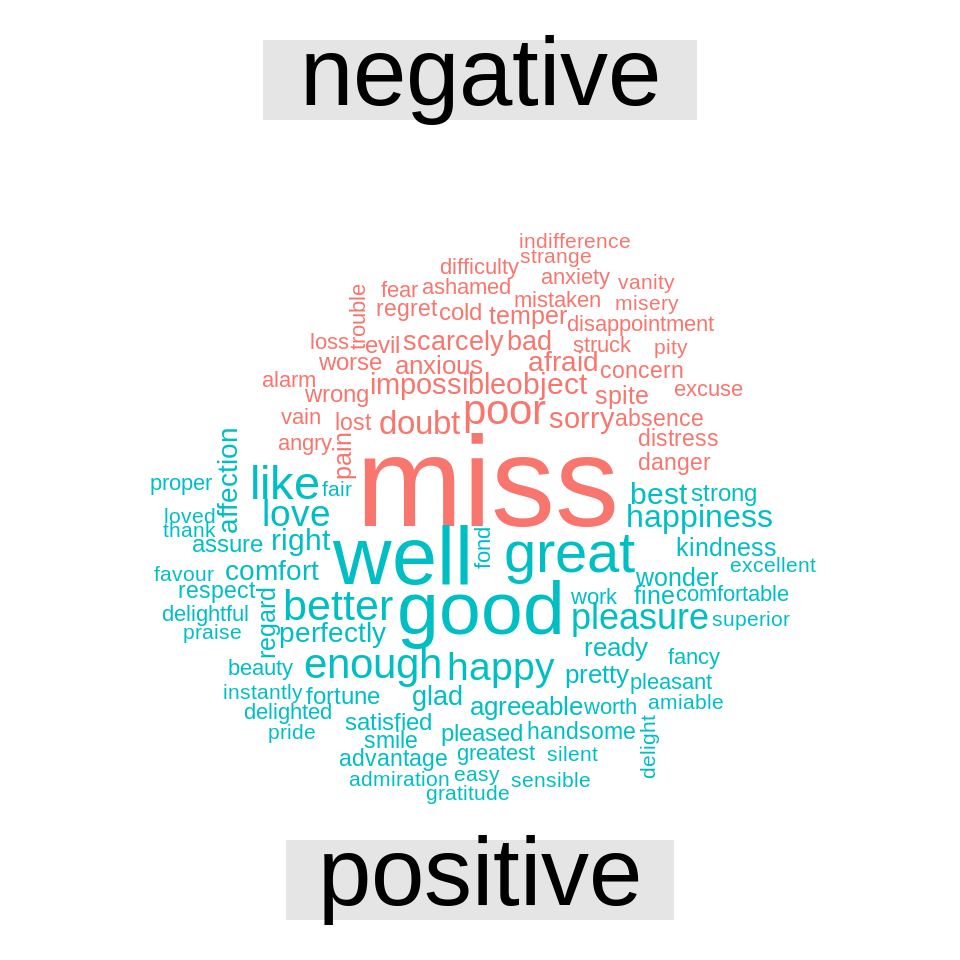 negative
indifference
strange
difficulty
anxiety
vanity
ashamed
fear
trouble
mistaken
misery
regret
cold
temper
disappointment
loss
evil
scarcely
bad
struck
pity
worse
anxious
afraid
concern
alarm
wrong
impossible
object
spite
excuse
vain
lost
doubt
poor
sorry
absence
angry.
pain
distress
danger
miss
affection
proper
like
fair
best
strong
loved
love
happiness
thank
assure
right
well
fond
great
kindness
excellent
favour
comfort
wonder
respect
regard
better
good
work
fine
comfortable
delightful
pleasure
superior
praise
perfectly
ready
fancy
beauty
enough
happy
pretty
pleasant
instantly
fortune
glad
agreeable
worth
amiable
delighted
satisfied
pride
smile
pleased
handsome
delight
advantage
greatest
silent
admiration
easy
sensible
gratitude
positive